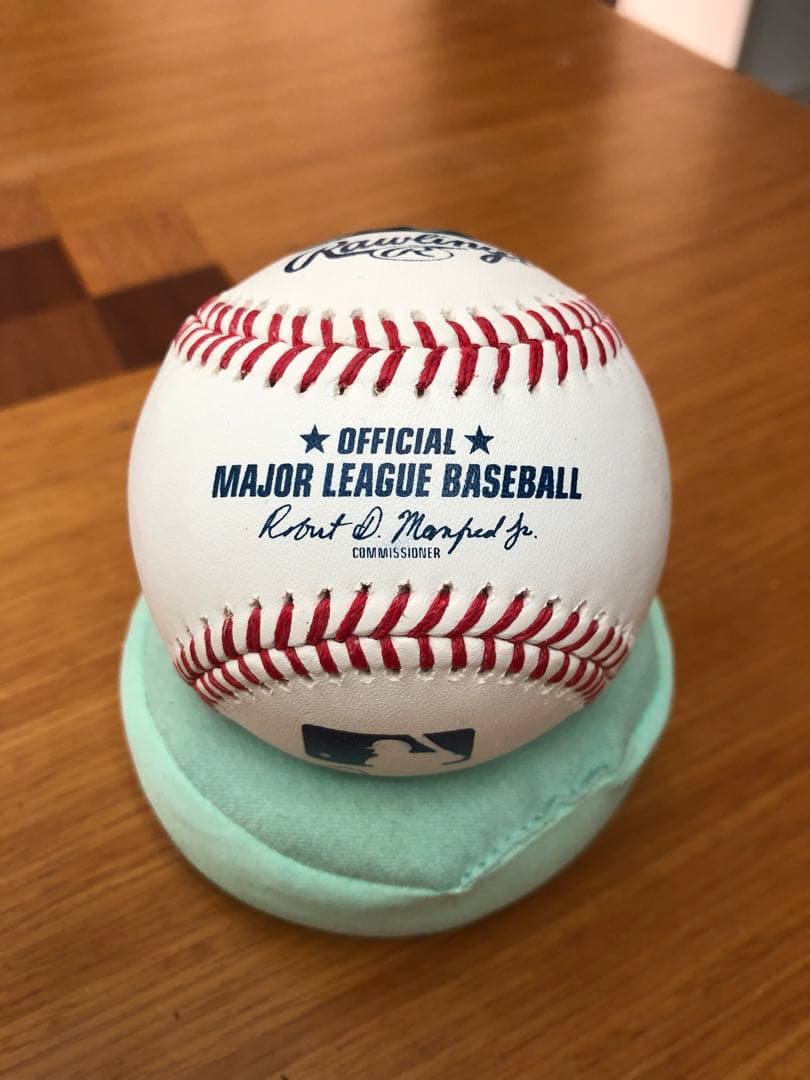 Rawlings
R
★ OFFICIAL ★
MAJOR LEAGUE BASEBALL
Robert D. Manfred Jr.
COMMISSIONER